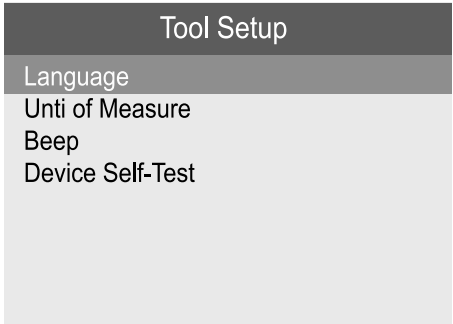 Tool Setup
Language
Unti of Measure
Beep
Device Self-Test